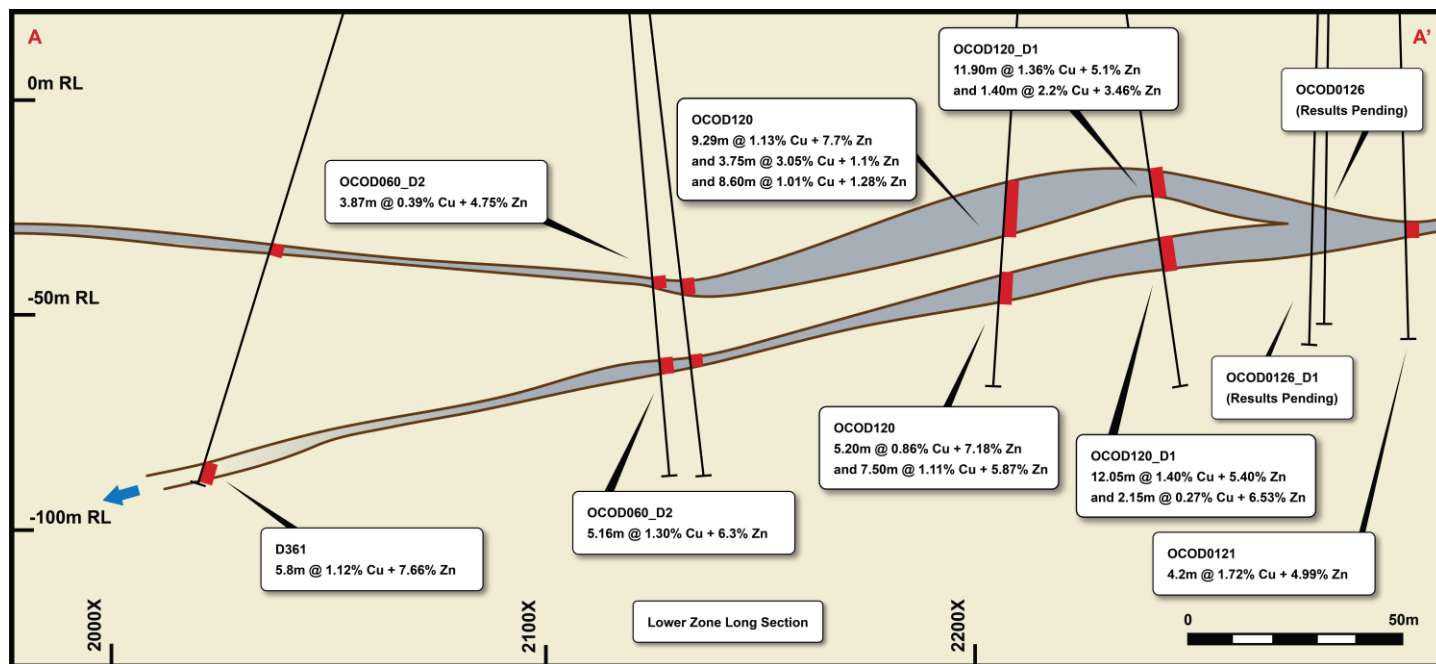 A
A'
0m RL
-50m RL
-100m RL
OCOD060_D2
3.87m @ 0.39% Cu + 4.75% Zn
OCOD120
9.29m @ 1.13% Cu + 7.7% Zn
and 3.75m @ 3.05% Cu + 1.1% Zn
and 8.60m @ 1.01% Cu + 1.28% Zn
OCOD120_D1
11.90m @ 1.36% Cu + 5.1% Zn
and 1.40m @ 2.2% Cu + 3.46% Zn
OCOD0126
(Results Pending)
OCOD0126_D1
(Results Pending)
D361
5.8m @ 1.12% Cu + 7.66% Zn
OCOD060_D2
5.16m @ 1.30% Cu + 6.3% Zn
OCOD120
5.20m @ 0.86% Cu + 7.18% Zn
and 7.50m @ 1.11% Cu + 5.87% Zn
OCOD120_D1
12.05m @ 1.40% Cu + 5.40% Zn
and 2.15m @ 0.27% Cu + 6.53% Zn
OCOD0121
4.2m @ 1.72% Cu + 4.99% Zn
2000X
2100X
2200X
Lower Zone Long Section
0
50m